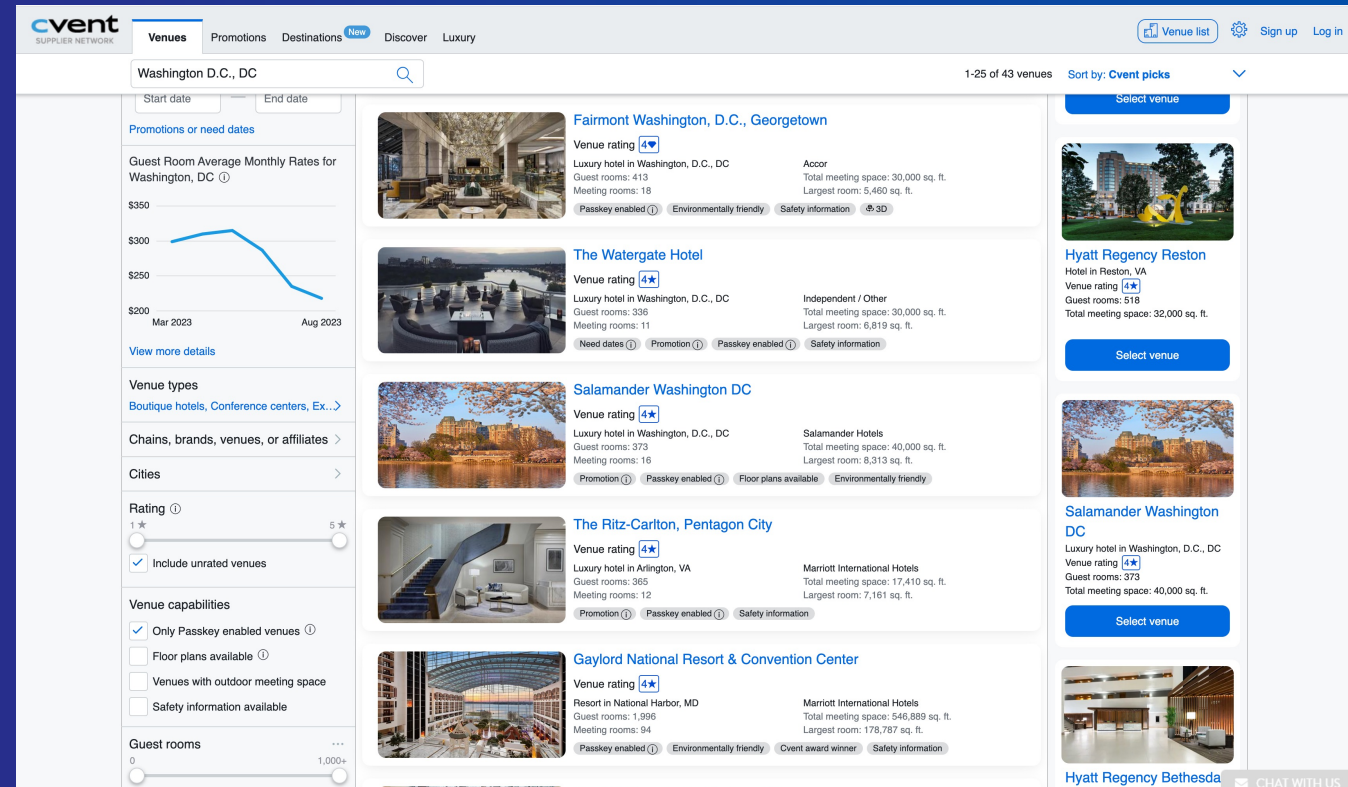 cvent
SUPPLIER NETWORK
Venues
Promotions
Destinations New
Discover
Luxury
Venue list
Sign up
Log in
Washington D.C., DC
1-25 of 43 venues
Sort by: Cvent picks
Start date — End date
Promotions or need dates
Guest Room Average Monthly Rates for
Washington, DC
$350
$300
$250
$200
Mar 2023 Aug 2023
View more details
Venue types
Boutique hotels, Conference centers, Ex...
Chains, brands, venues, or affiliates
Cities
Rating
1★ 5★
Include unrated venues
Venue capabilities
Only Passkey enabled venues
Floor plans available
Venues with outdoor meeting space
Safety information available
Guest rooms ...
0 1,000+
Fairmont Washington, D.C., Georgetown
Venue rating 4
Luxury hotel in Washington, D.C., DC Accor
Guest rooms: 413 Total meeting space: 30,000 sq. ft.
Meeting rooms: 18 Largest room: 5,460 sq. ft.
Passkey enabled Environmentally friendly Safety information 3D
The Watergate Hotel
Venue rating 4★
Luxury hotel in Washington, D.C., DC Independent / Other
Guest rooms: 336 Total meeting space: 30,000 sq. ft.
Meeting rooms: 11 Largest room: 6,819 sq. ft.
Need dates Promotion Passkey enabled Safety information
Salamander Washington DC
Venue rating 4★
Luxury hotel in Washington, D.C., DC Salamander Hotels
Guest rooms: 373 Total meeting space: 40,000 sq. ft.
Meeting rooms: 16 Largest room: 8,313 sq. ft.
Promotion Passkey enabled Floor plans available Environmentally friendly
The Ritz-Carlton, Pentagon City
Venue rating 4★
Luxury hotel in Arlington, VA Marriott International Hotels
Guest rooms: 365 Total meeting space: 17,410 sq. ft.
Meeting rooms: 12 Largest room: 7,161 sq. ft.
Promotion Passkey enabled Safety information
Gaylord National Resort & Convention Center
Venue rating 4★
Resort in National Harbor, MD Marriott International Hotels
Guest rooms: 1,996 Total meeting space: 546,889 sq. ft.
Meeting rooms: 94 Largest room: 178,787 sq. ft.
Passkey enabled Environmentally friendly Cvent award winner Safety information
Select venue
Hyatt Regency Reston
Hotel in Reston, VA
Venue rating 4★
Guest rooms: 518
Total meeting space: 32,000 sq. ft.
Select venue
Salamander Washington
DC
Luxury hotel in Washington, D.C., DC
Venue rating 4★
Guest rooms: 373
Total meeting space: 40,000 sq. ft.
Select venue
Hyatt Regency Bethesda
CHAT WITH US